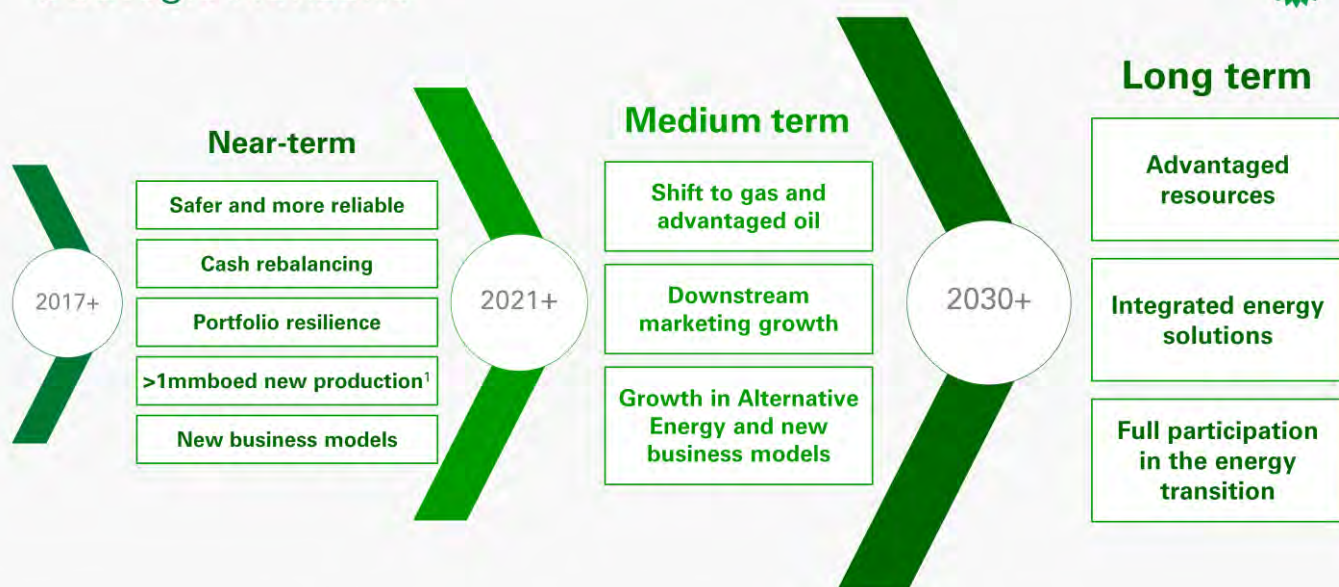 2017+
Near-term
Safer and more reliable
Cash rebalancing
Portfolio resilience
>1mmboed new production¹
New business models
2021+
Medium term
Shift to gas and
advantaged oil
Downstream
marketing growth
Growth in Alternative
Energy and new
business models
2030+
Long term
Advantaged
resources
Integrated energy
solutions
Full participation
in the energy
transition